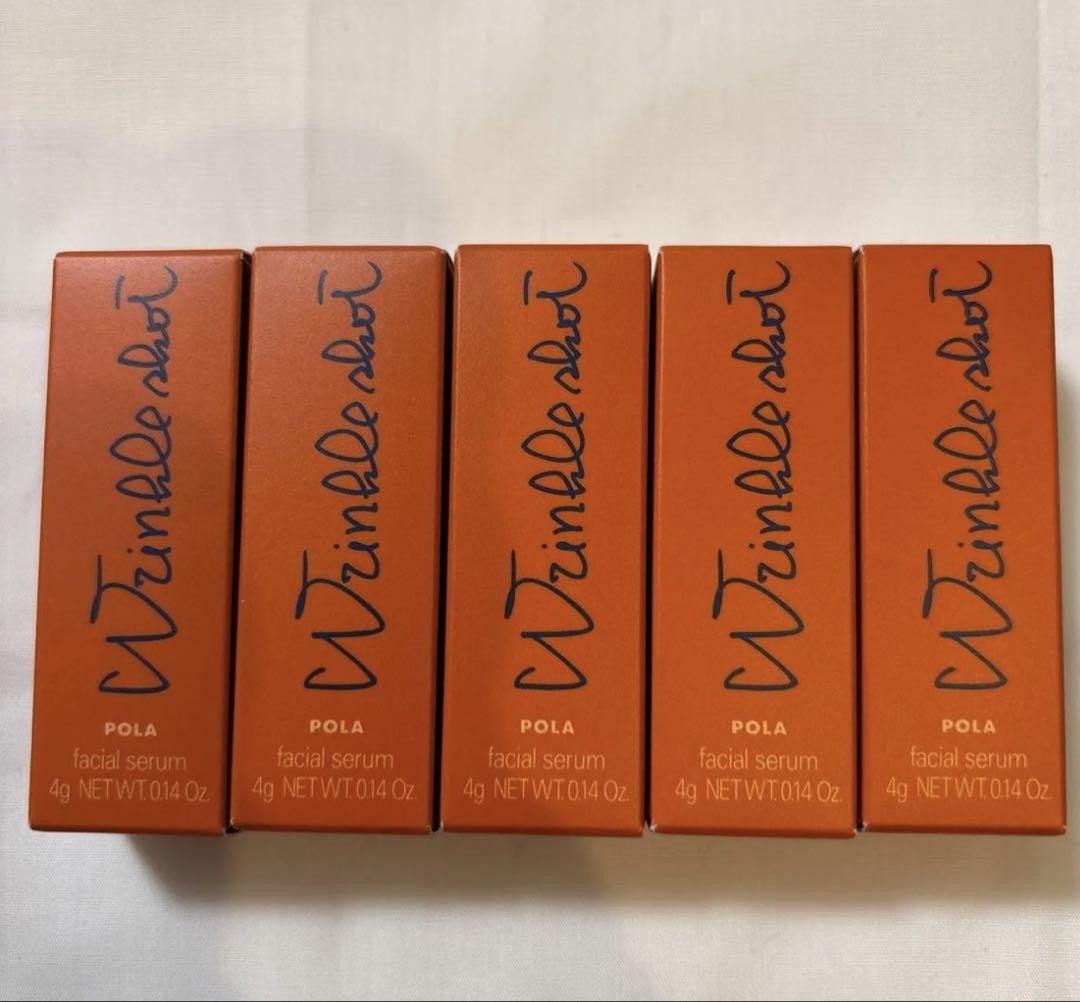 Wrinkle shot
POLA
facial serum
4g NET WT. 0.14 Oz.
Wrinkle shot
POLA
facial serum
4g NET WT. 0.14 Oz.
Wrinkle shot
POLA
facial serum
4g NET WT. 0.14 Oz.
Wrinkle shot
POLA
facial serum
4g NET WT. 0.14 Oz.
Wrinkle shot
POLA
facial serum
4g NET WT. 0.14 Oz.